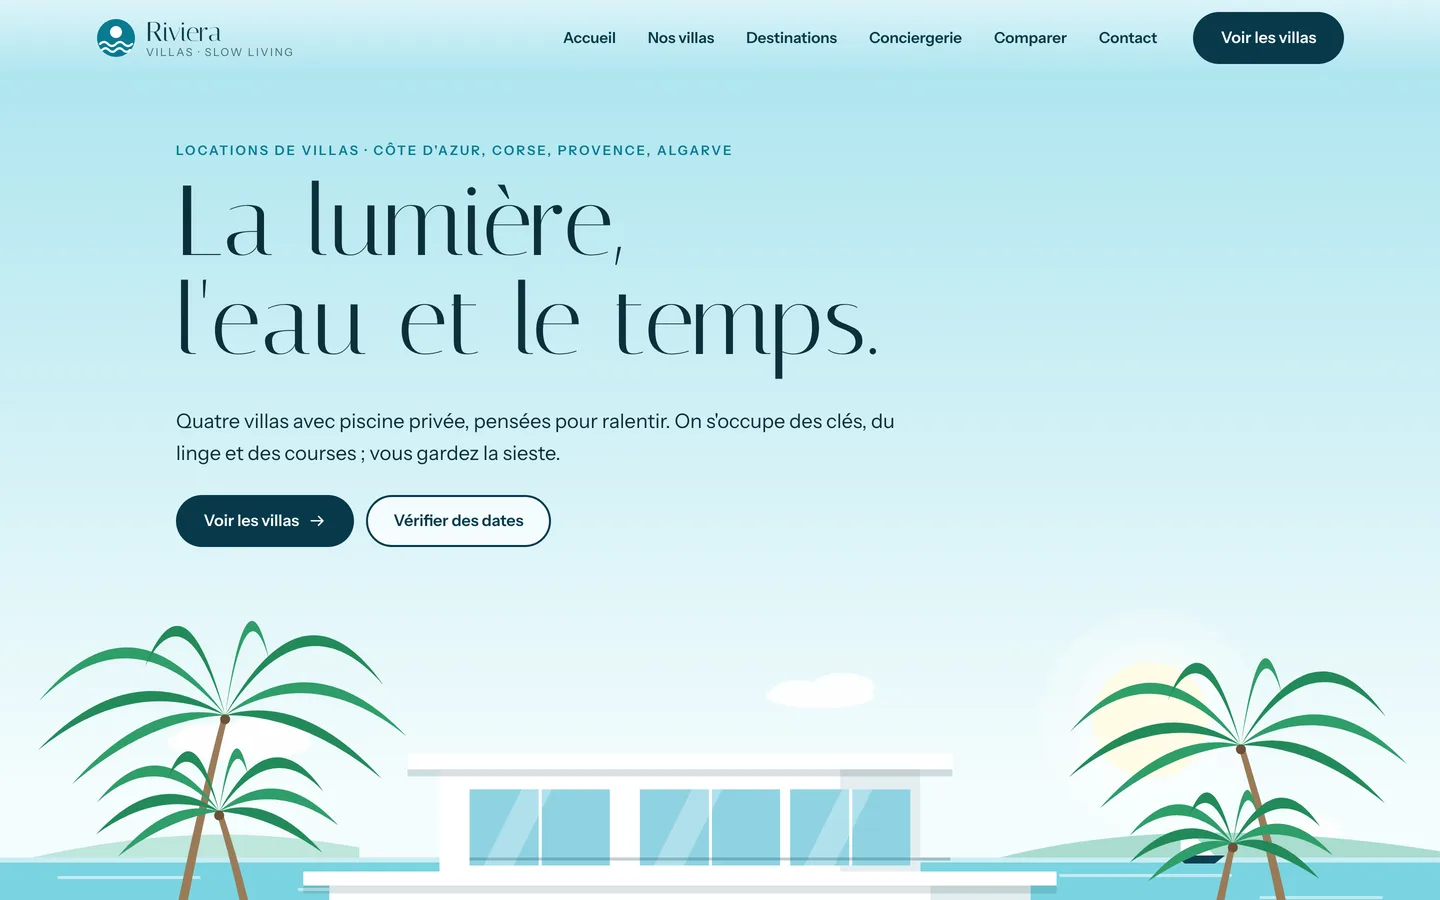 Riviera
VILLAS · SLOW LIVING
Accueil
Nos villas
Destinations
Conciergerie
Comparer
Contact
Voir les villas
LOCATIONS DE VILLAS · CÔTE D'AZUR, CORSE, PROVENCE, ALGARVE
La lumière,
l'eau et le temps.
Quatre villas avec piscine privée, pensées pour ralentir. On s'occupe des clés, du
linge et des courses ; vous gardez la sieste.
Voir les villas →
Vérifier des dates